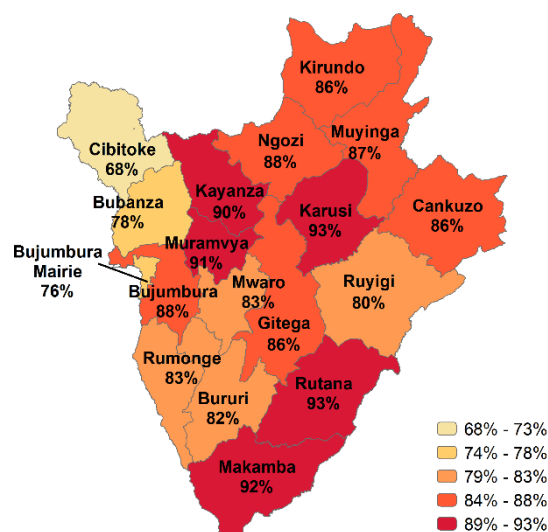 Kirundo
86%
Ngozi
88%
Muyinga
87%
Cibitoke
68%
Kayanza
90%
Karusi
93%
Cankuzo
86%
Bubanza
78%
Muramvya
91%
Bujumbura
Mairie
76%
Bujumbura
88%
Mwaro
83%
Ruyigi
80%
Gitega
86%
Rumonge
83%
Bururi
82%
Rutana
93%
Makamba
92%
68% - 73%
74% - 78%
79% - 83%
84% - 88%
89% - 93%